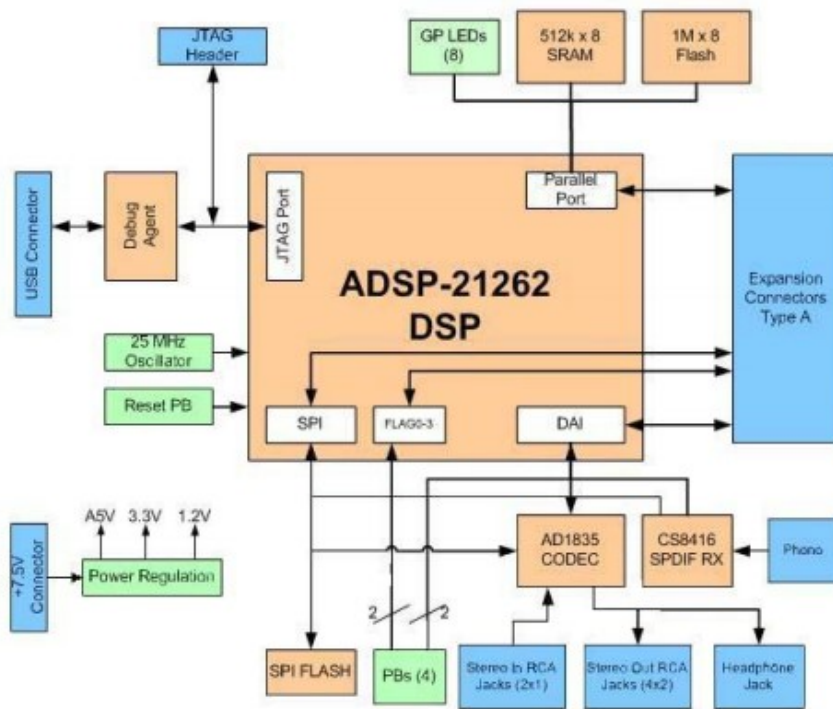 JTAG
Header
GP LEDs
(8)
512k x 8
SRAM
1M x 8
Flash
USB Connector
Debug
Agent
JTAG Port
Parallel
Port
ADSP-21262
DSP
Expansion
Connectors
Type A
25 MHz
Oscillator
Reset PB
SPI
FLAG0-3
DAI
A5V
3.3V
1.2V
+7.5V
Connector
Power Regulation
AD1835
CODEC
CS8416
SPDIF RX
Phono
2
2
SPI FLASH
PBs (4)
Stereo In RCA
Jacks (2x1)
Stereo Out RCA
Jacks (4x2)
Headphone
Jack